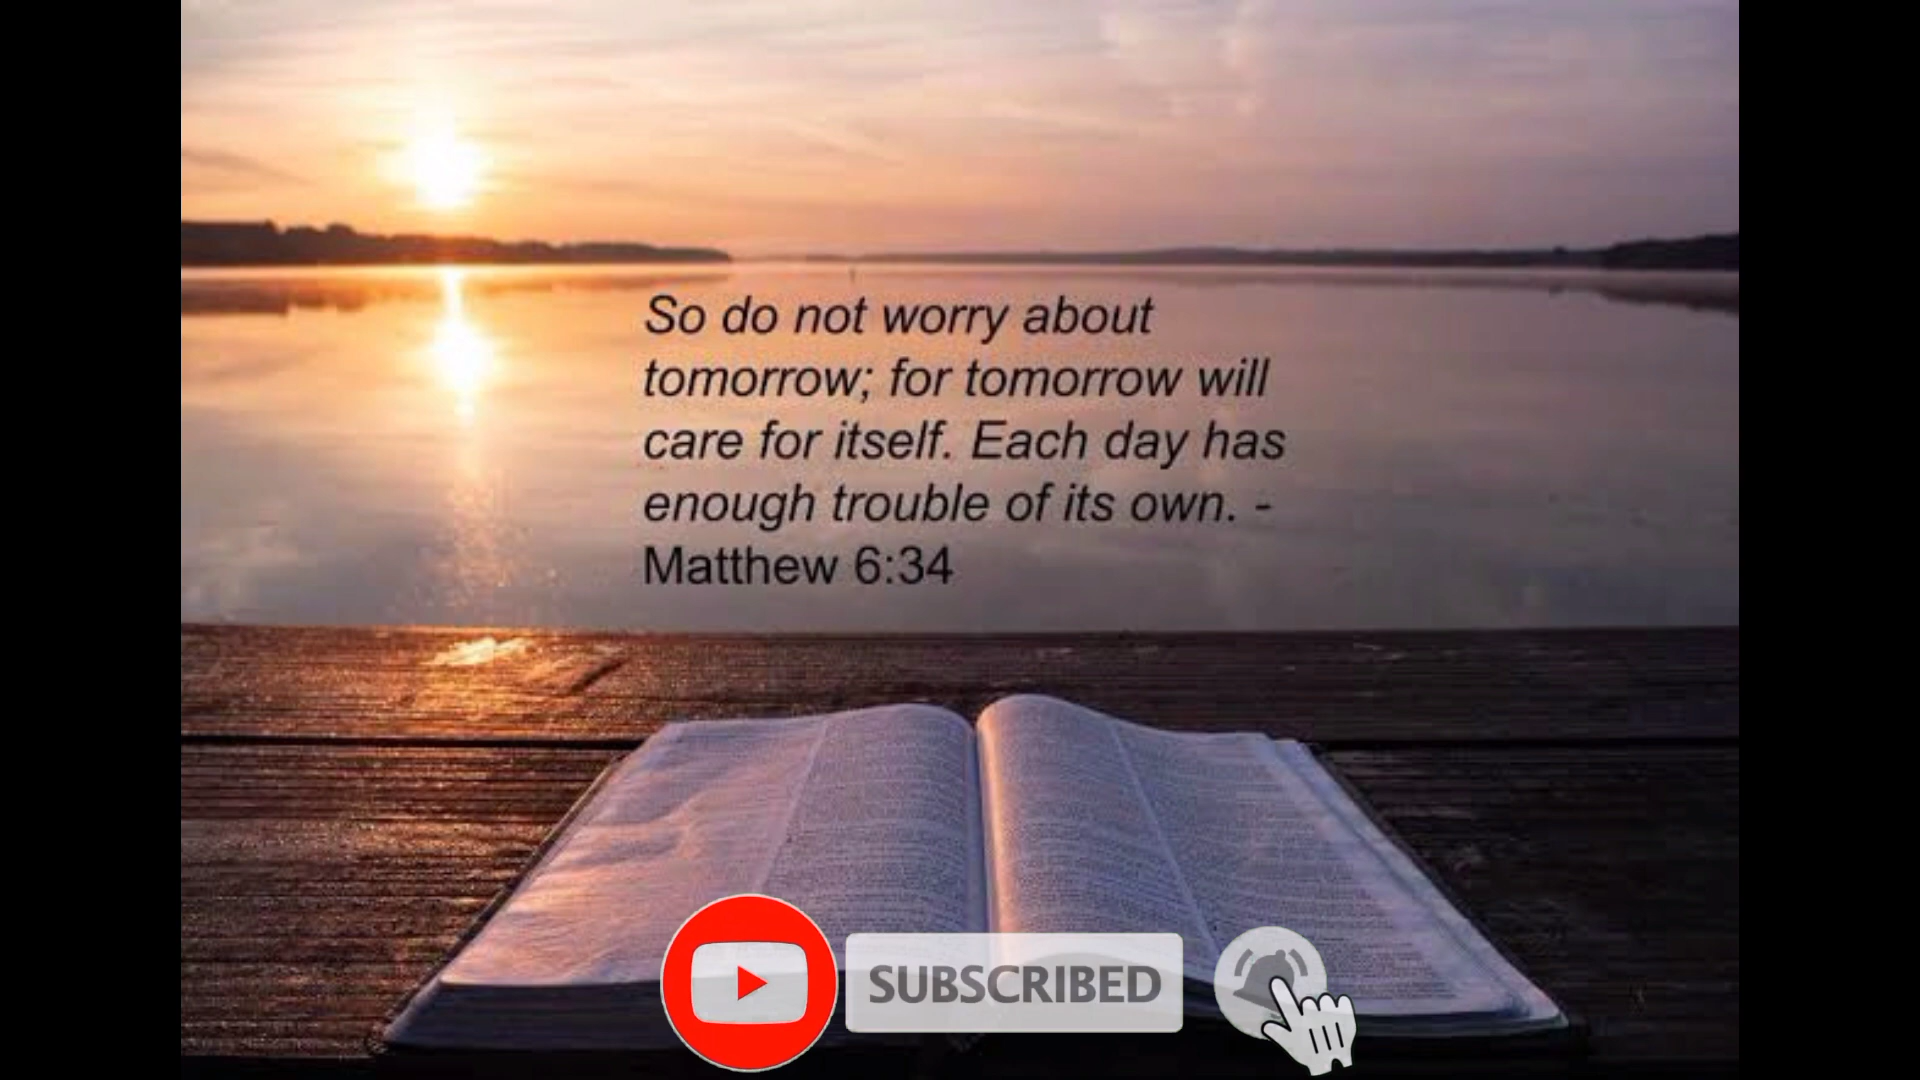 So do not worry about
tomorrow; for tomorrow will
care for itself. Each day has
enough trouble of its own. -
Matthew 6:34
SUBSCRIBED